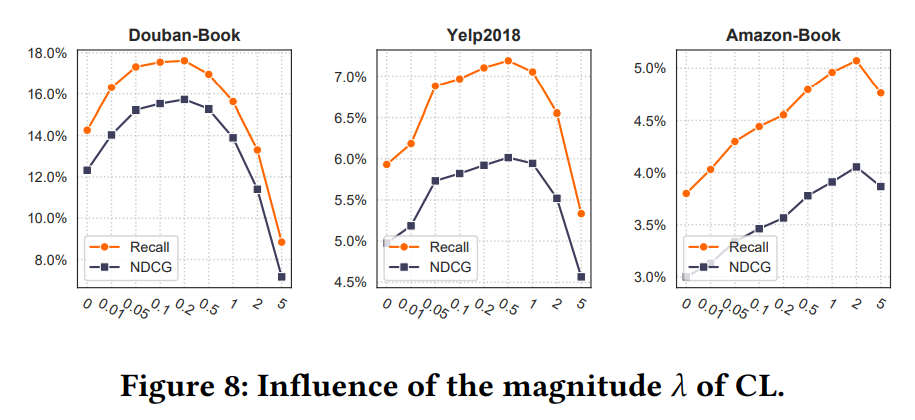 Douban-Book
18.0%
16.0%
14.0%
12.0%
10.0%
8.0%
Recall
NDCG
0 0.01 0.05 0.1 0.2 0.5 1 2 5
Yelp2018
7.0%
6.5%
6.0%
5.5%
5.0%
4.5%
Recall
NDCG
0 0.01 0.05 0.1 0.2 0.5 1 2 5
Amazon-Book
5.0%
4.5%
4.0%
3.5%
3.0%
Recall
NDCG
0 0.01 0.05 0.1 0.2 0.5 1 2 5
Figure 8: Influence of the magnitude λ of CL.